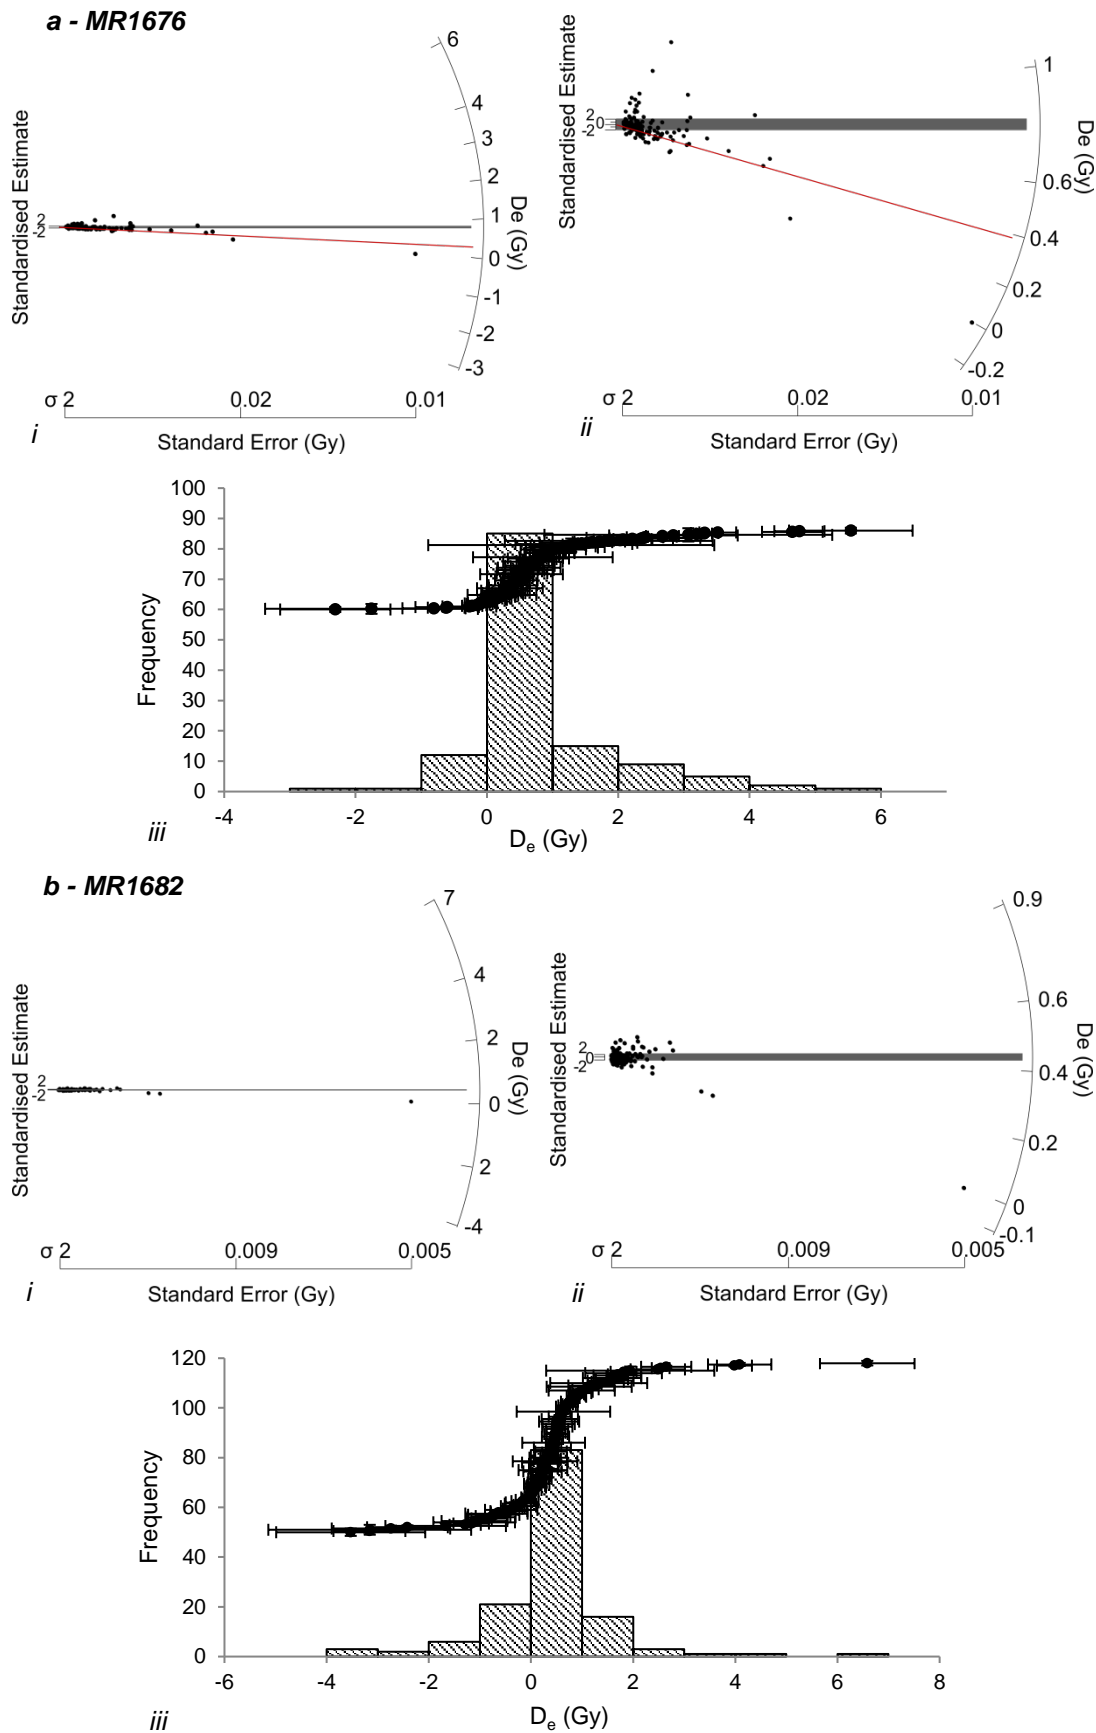 a - MR1676
Standardised Estimate
2
-2
6
4
3
2
1
0
-1
-2
-3
De (Gy)
σ 2
0.02
0.01
Standard Error (Gy)
i
Standardised Estimate
2
0
-2
1
0.6
0.4
0.2
0
-0.2
De (Gy)
σ 2
0.02
0.01
Standard Error (Gy)
ii
Frequency
100
90
80
70
60
50
40
30
20
10
0
-4
-2
0
2
4
6
De (Gy)
iii
b - MR1682
Standardised Estimate
2
-2
7
4
2
0
2
-4
De (Gy)
σ 2
0.009
0.005
Standard Error (Gy)
i
Standardised Estimate
2
0
-2
0.9
0.6
0.4
0.2
0
-0.1
De (Gy)
σ 2
0.009
0.005
Standard Error (Gy)
ii
Frequency
120
100
80
60
40
20
0
-6
-4
-2
0
2
4
6
8
De (Gy)
iii